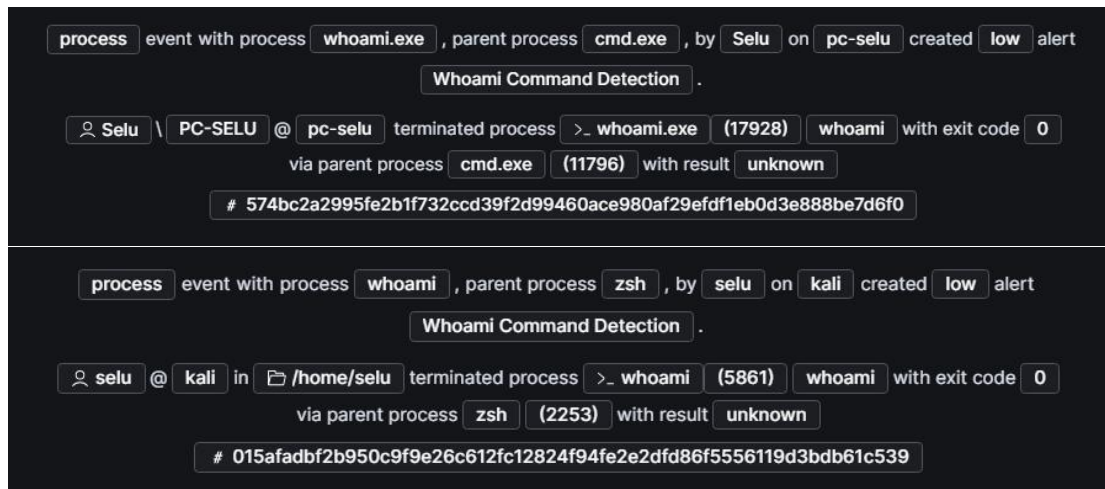 process event with process whoami.exe , parent process cmd.exe , by Selu on pc-selu created low alert
Whoami Command Detection .
Selu \ PC-SELU @ pc-selu terminated process >_ whoami.exe (17928) whoami with exit code 0
via parent process cmd.exe (11796) with result unknown
# 574bc2a2995fe2b1f732ccd39f2d99460ace980af29efdf1eb0d3e888be7d6f0
process event with process whoami , parent process zsh , by selu on kali created low alert
Whoami Command Detection .
selu @ kali in /home/selu terminated process >_ whoami (5861) whoami with exit code 0
via parent process zsh (2253) with result unknown
# 015afadbf2b950c9f9e26c612fc12824f94fe2e2dfd86f5556119d3bdb61c539